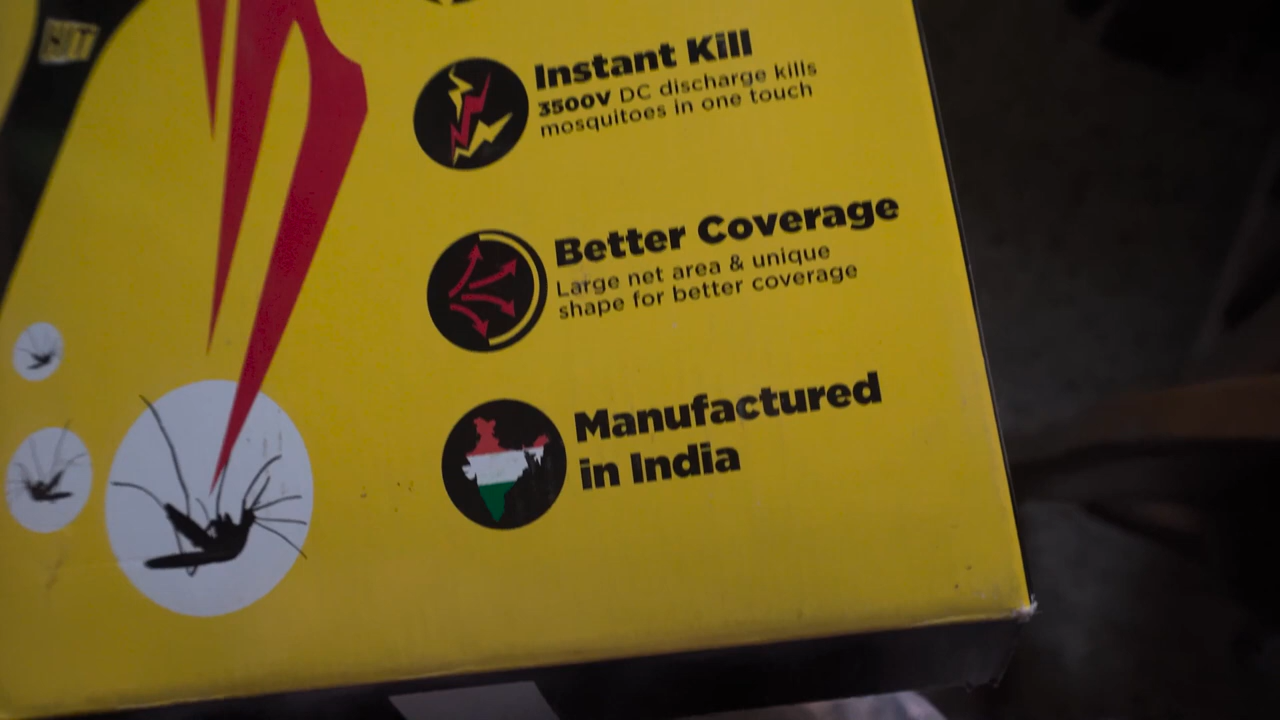 HIT
Instant Kill
3500V DC discharge kills
mosquitoes in one touch
Better Coverage
Large net area & unique
shape for better coverage
Manufactured
in India